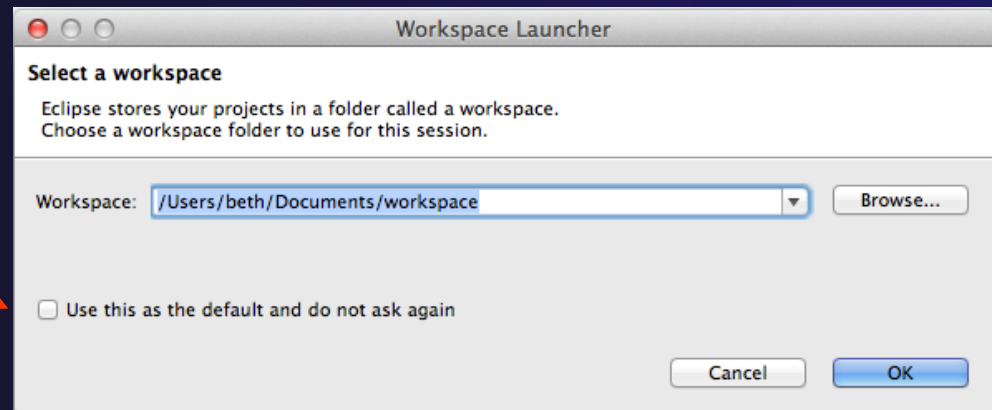 Workspace Launcher
Select a workspace
Eclipse stores your projects in a folder called a workspace.
Choose a workspace folder to use for this session.
Workspace: /Users/beth/Documents/workspace Browse...
Use this as the default and do not ask again
Cancel OK